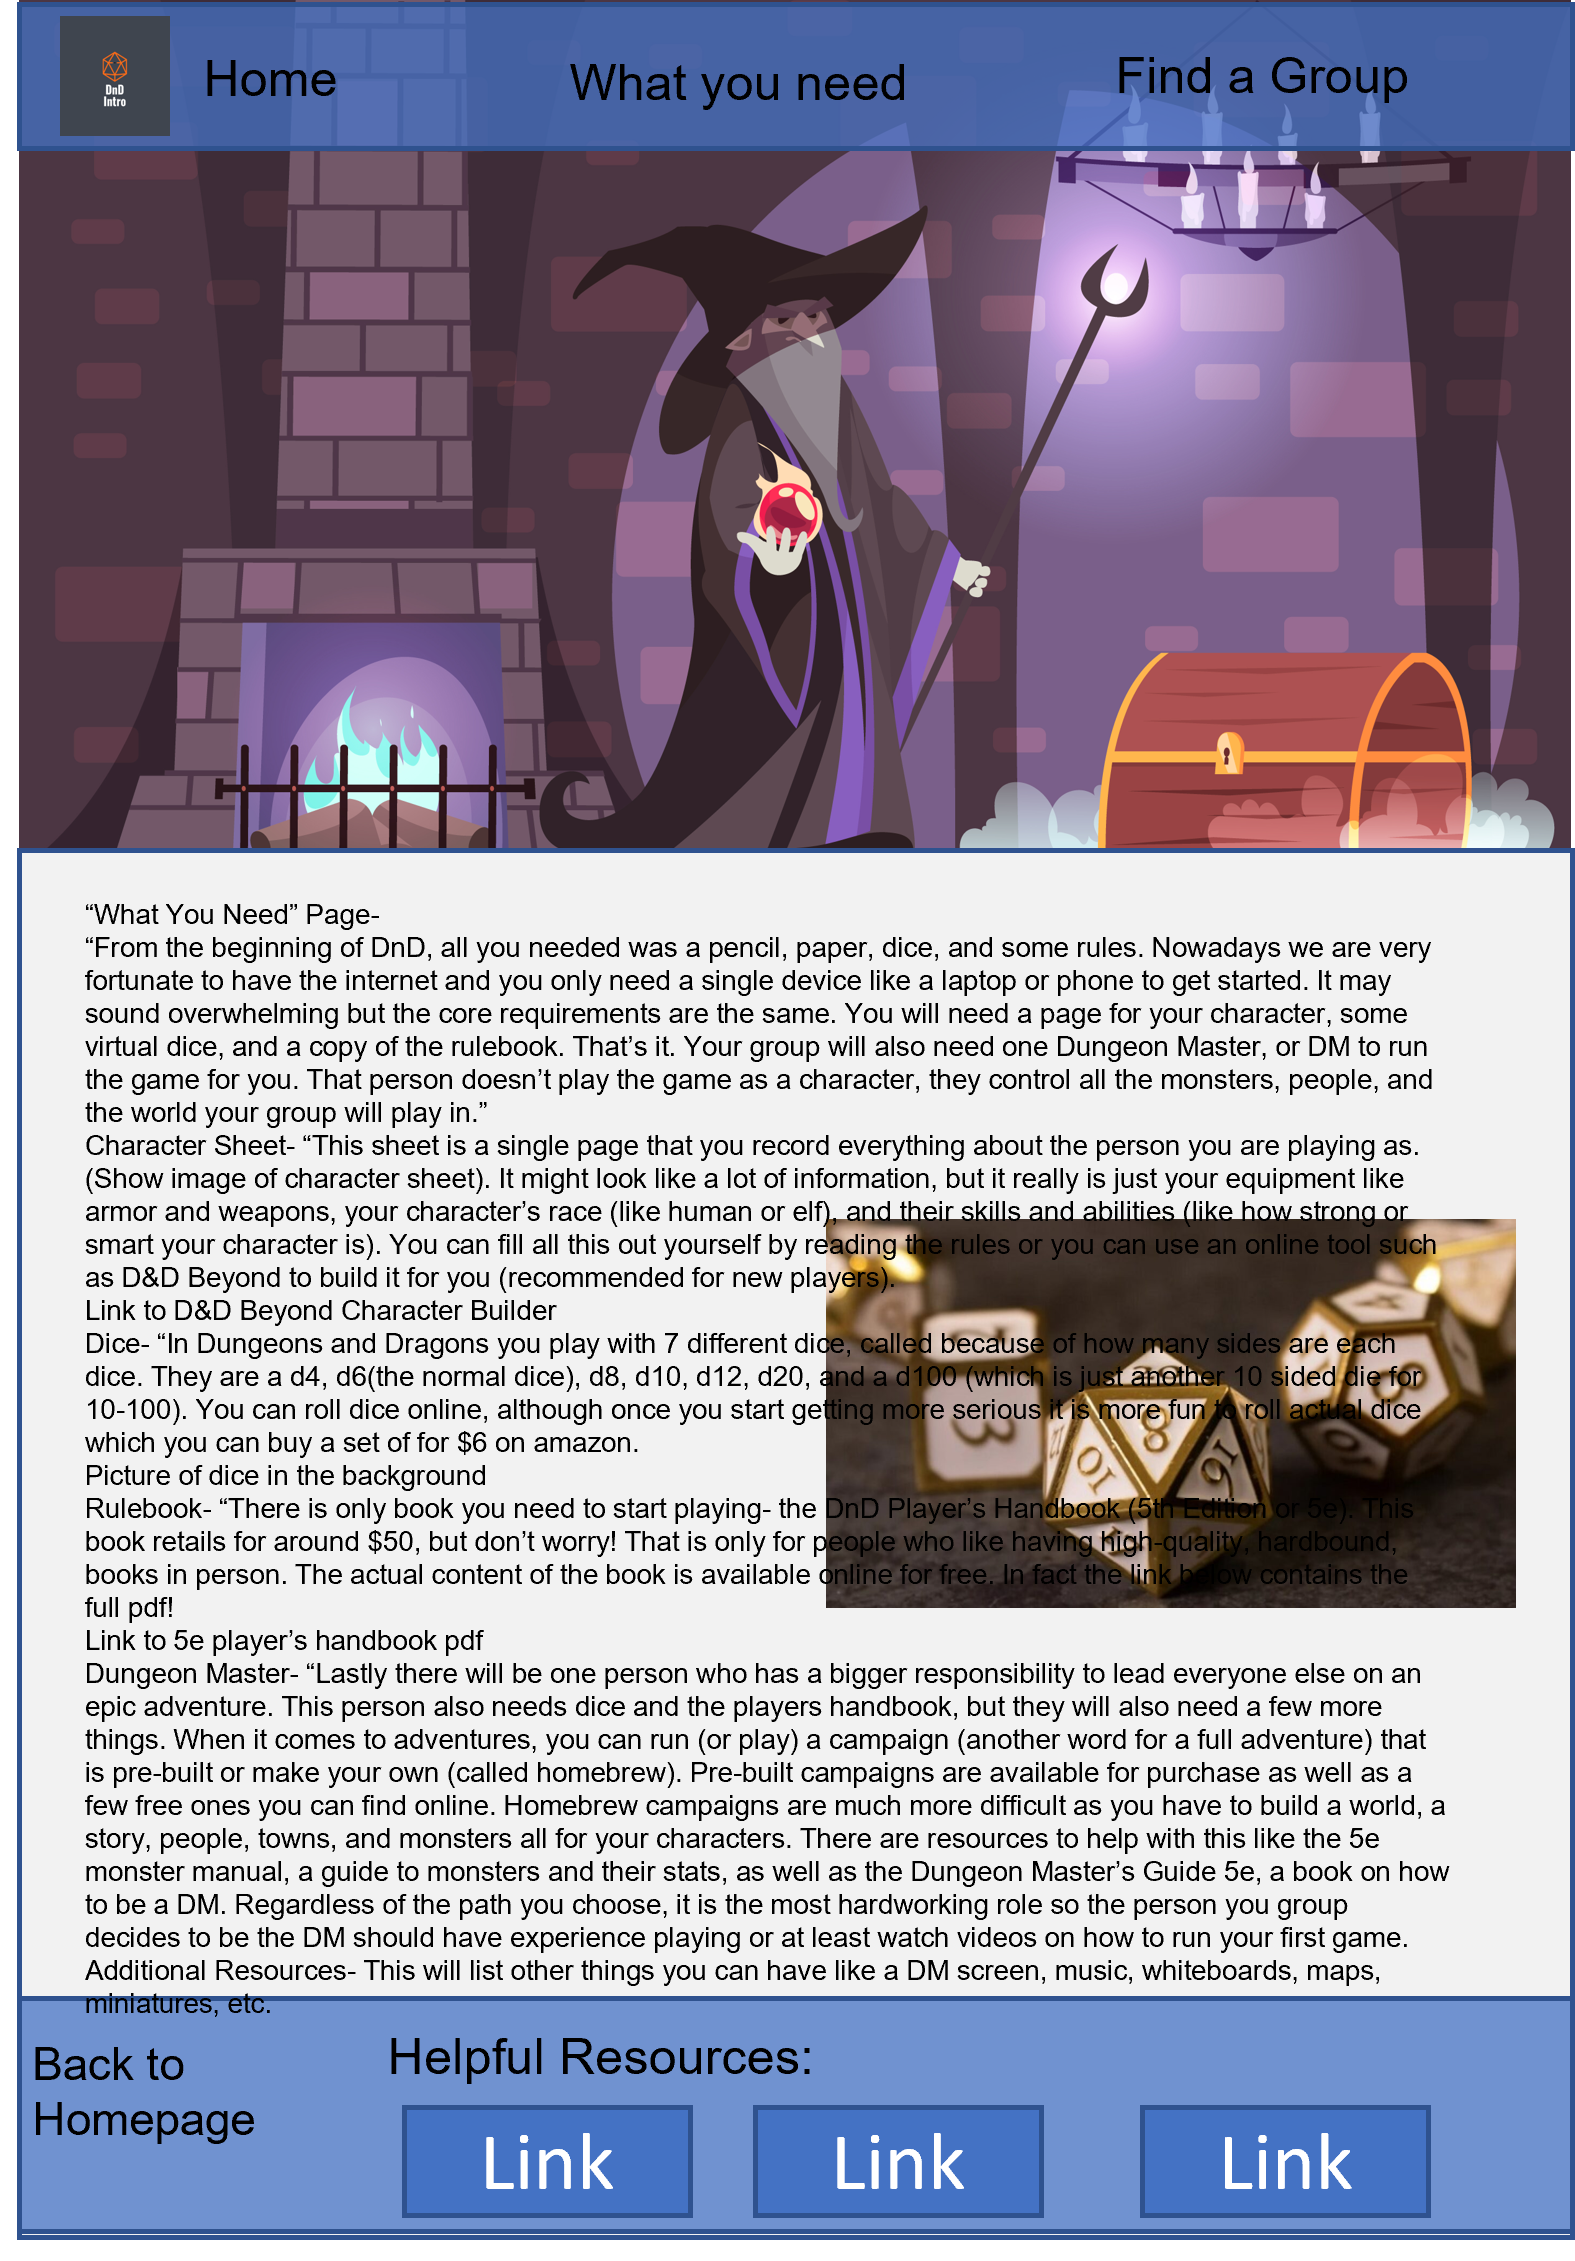 DnD
Intro
Home
What you need
Find a Group
“What You Need” Page-
“From the beginning of DnD, all you needed was a pencil, paper, dice, and some rules. Nowadays we are very
fortunate to have the internet and you only need a single device like a laptop or phone to get started. It may
sound overwhelming but the core requirements are the same. You will need a page for your character, some
virtual dice, and a copy of the rulebook. That’s it. Your group will also need one Dungeon Master, or DM to run
the game for you. That person doesn’t play the game as a character, they control all the monsters, people, and
the world your group will play in.”
Character Sheet- “This sheet is a single page that you record everything about the person you are playing as.
(Show image of character sheet). It might look like a lot of information, but it really is just your equipment like
armor and weapons, your character’s race (like human or elf), and their skills and abilities (like how strong or
smart your character is). You can fill all this out yourself by reading the rules or you can use an online tool such
as D&D Beyond to build it for you (recommended for new players).
Link to D&D Beyond Character Builder
Dice- “In Dungeons and Dragons you play with 7 different dice, called because of how many sides are each
dice. They are a d4, d6(the normal dice), d8, d10, d12, d20, and a d100 (which is just another 10 sided die for
10-100). You can roll dice online, although once you start getting more serious it is more fun to roll actual dice
which you can buy a set of for $6 on amazon.
Picture of dice in the background
Rulebook- “There is only book you need to start playing- the DnD Player’s Handbook (5th Edition or 5e). This
book retails for around $50, but don’t worry! That is only for people who like having high-quality, hardbound,
books in person. The actual content of the book is available online for free. In fact the link below contains the
full pdf!
Link to 5e player’s handbook pdf
Dungeon Master- “Lastly there will be one person who has a bigger responsibility to lead everyone else on an
epic adventure. This person also needs dice and the players handbook, but they will also need a few more
things. When it comes to adventures, you can run (or play) a campaign (another word for a full adventure) that
is pre-built or make your own (called homebrew). Pre-built campaigns are available for purchase as well as a
few free ones you can find online. Homebrew campaigns are much more difficult as you have to build a world, a
story, people, towns, and monsters all for your characters. There are resources to help with this like the 5e
monster manual, a guide to monsters and their stats, as well as the Dungeon Master’s Guide 5e, a book on how
to be a DM. Regardless of the path you choose, it is the most hardworking role so the person you group
decides to be the DM should have experience playing or at least watch videos on how to run your first game.
Additional Resources- This will list other things you can have like a DM screen, music, whiteboards, maps,
miniatures, etc.
3
8
10
16
Back to
Homepage
Helpful Resources:
Link
Link
Link